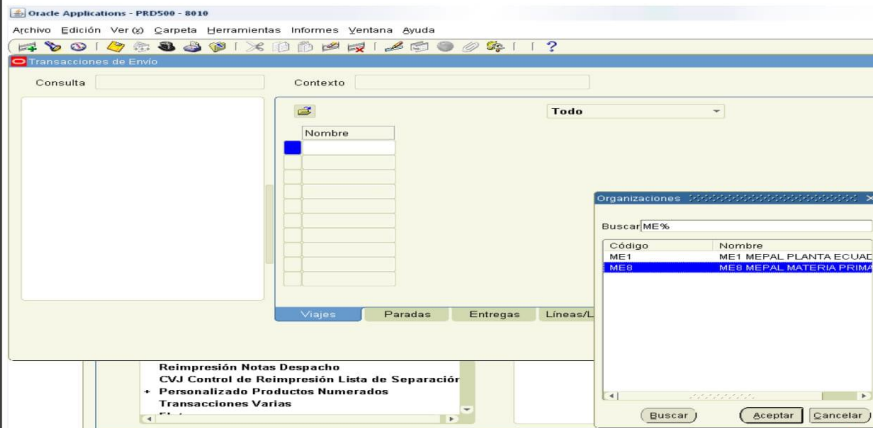 Oracle Applications - PRD500 - 8010
Archivo Edición Ver(x) Carpeta Herramientas Informes Ventana Ayuda
Transacciones de Envío
Consulta Contexto
Todo
Nombre
Organizaciones
Buscar ME%
Código Nombre
ME1 ME1 MEPAL PLANTA ECUAD
ME8 ME8 MEPAL MATERIA PRIMA
Viajes Paradas Entregas Líneas/L
Reimpresión Notas Despacho
CVJ Control de Reimpresión Lista de Separación
+ Personalizado Productos Numerados
Transacciones Varias
Buscar Aceptar Cancelar